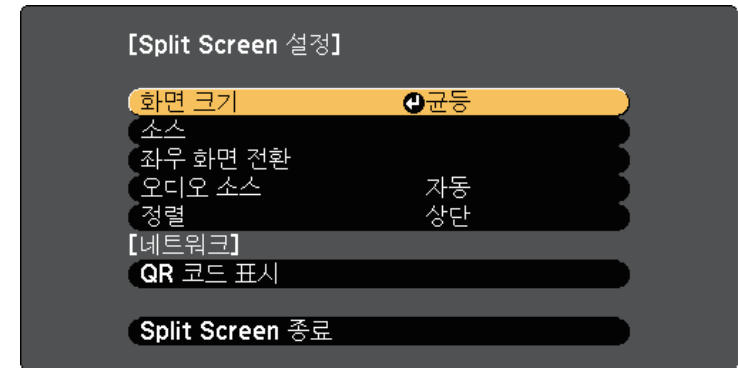 [Split Screen 설정]
화면 크기 균등
소스
좌우 화면 전환
오디오 소스 자동
정렬 상단
[네트워크]
QR 코드 표시
Split Screen 종료